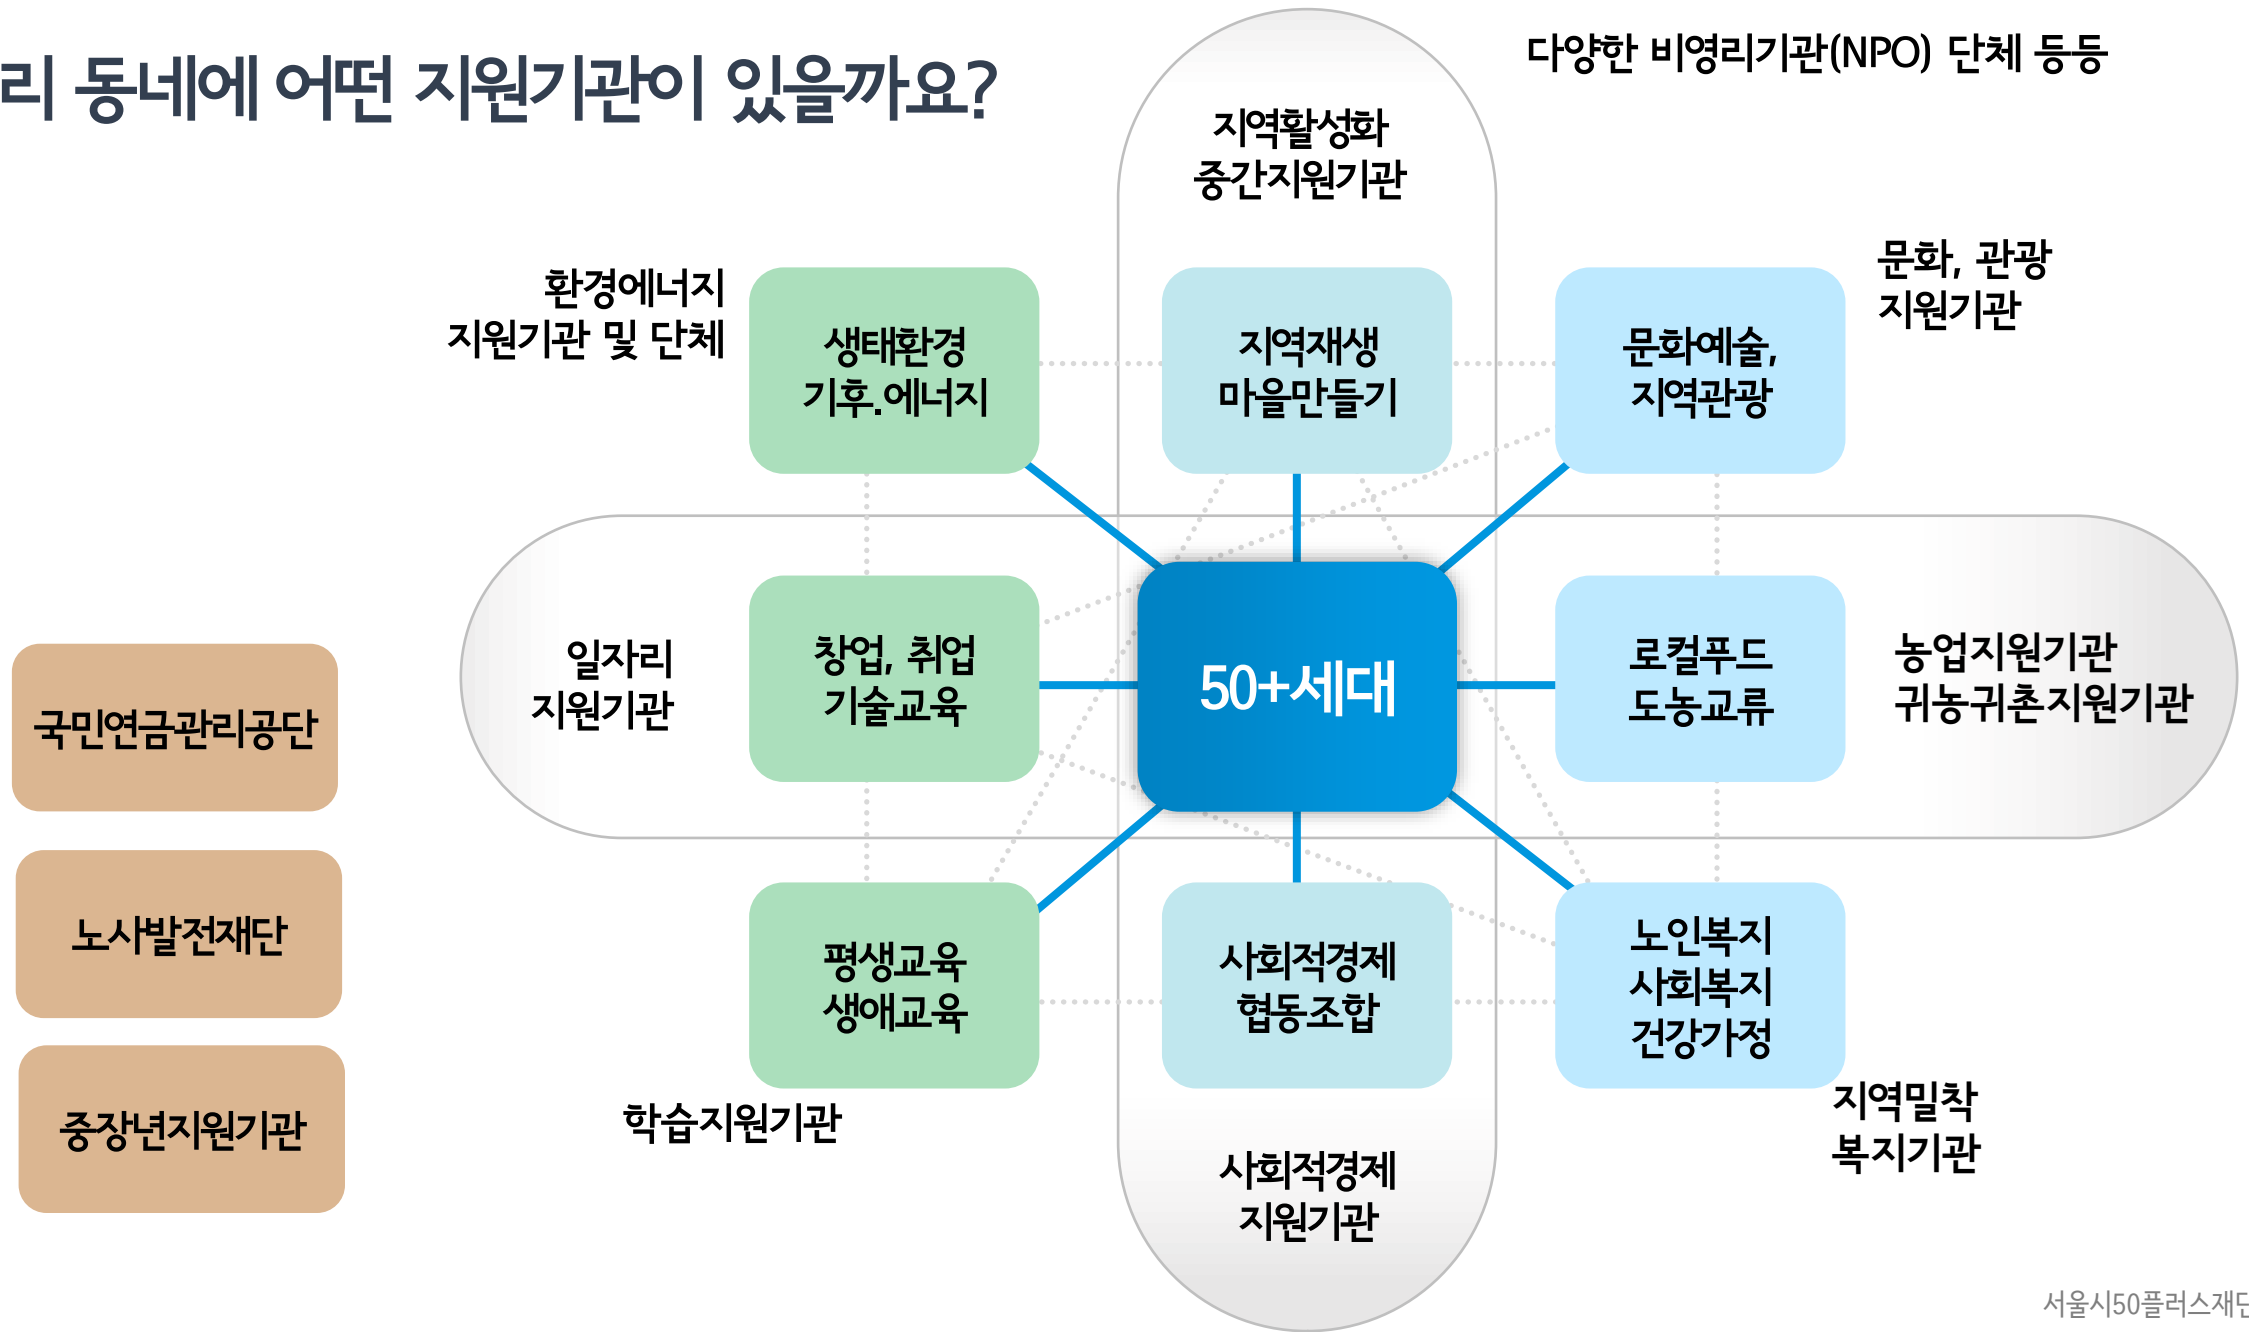 리 동네에 어떤 지원기관이 있을까요?
다양한 비영리기관(NPO) 단체 등등
지역활성화
중간지원기관
환경에너지
지원기관 및 단체
생태환경
기후.에너지
지역재생
마을만들기
문화예술,
지역관광
문화, 관광
지원기관
일자리
지원기관
창업, 취업
기술교육
50+세대
로컬푸드
도농교류
농업지원기관
귀농귀촌지원기관
국민연금관리공단
노사발전재단
중장년지원기관
평생교육
생애교육
사회적경제
협동조합
노인복지
사회복지
건강가정
학습지원기관
사회적경제
지원기관
지역밀착
복지기관
서울시50플러스재단